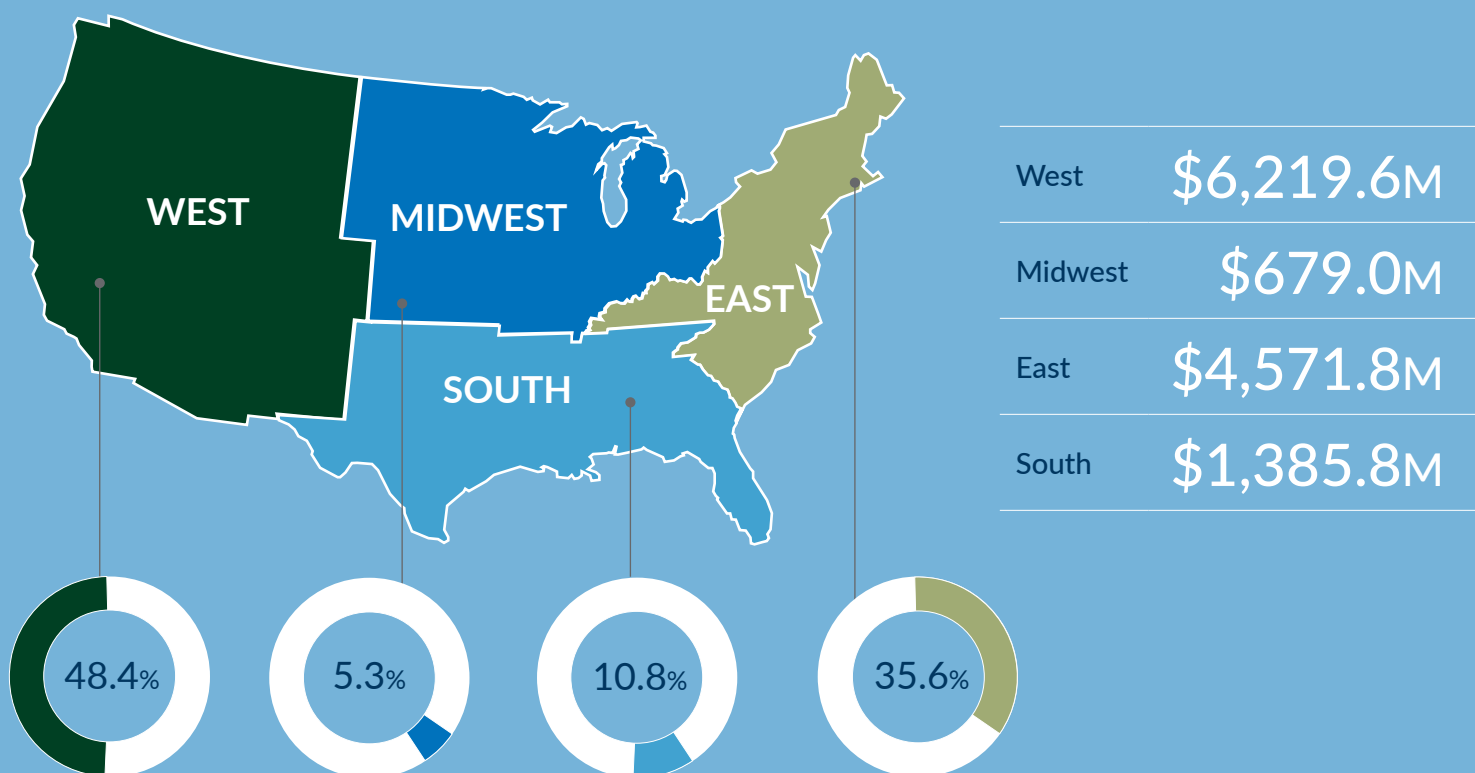 WEST
MIDWEST
EAST
SOUTH
West $6,219.6M
Midwest $679.0M
East $4,571.8M
South $1,385.8M
48.4%
5.3%
10.8%
35.6%